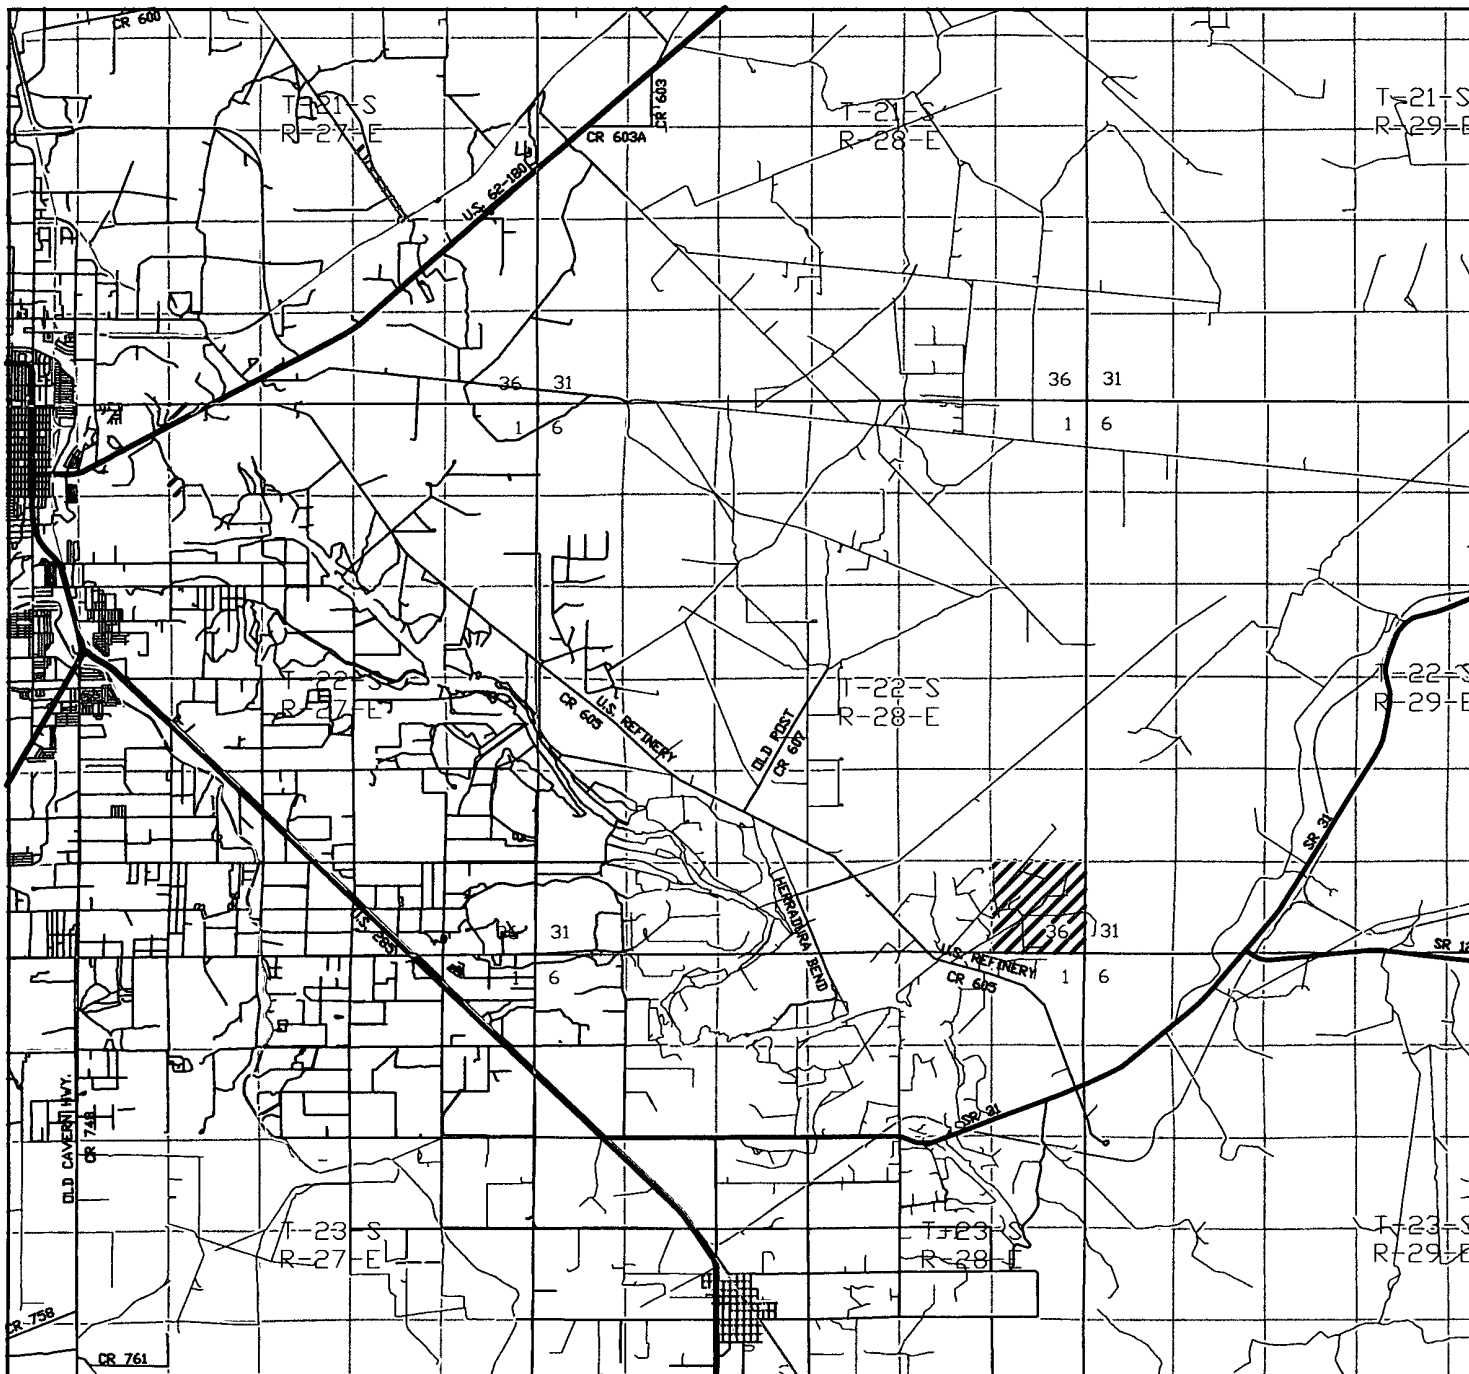 CR 600
T-21-S
R-27-E
T-21-S
R-28-E
T-21-S
R-29-E
CR 603
CR 603A
U.S. 62-180
36 31
1 6
36 31
1 6
T-22-S
R-27-E
T-22-S
R-28-E
T-22-S
R-29-E
U.S. REFINERY
CR 605
OLD POST
CR 607
SR 31
HERRADURA BEND
U.S. 285
36 31
1 6
36 31
1 6
U.S. REFINERY
CR 605
SR 12
OLD CAVERN HWY.
CR 748
SR 31
T-23-S
R-27-E
T-23-S
R-28-E
T-23-S
R-29-E
CR 758
CR 761